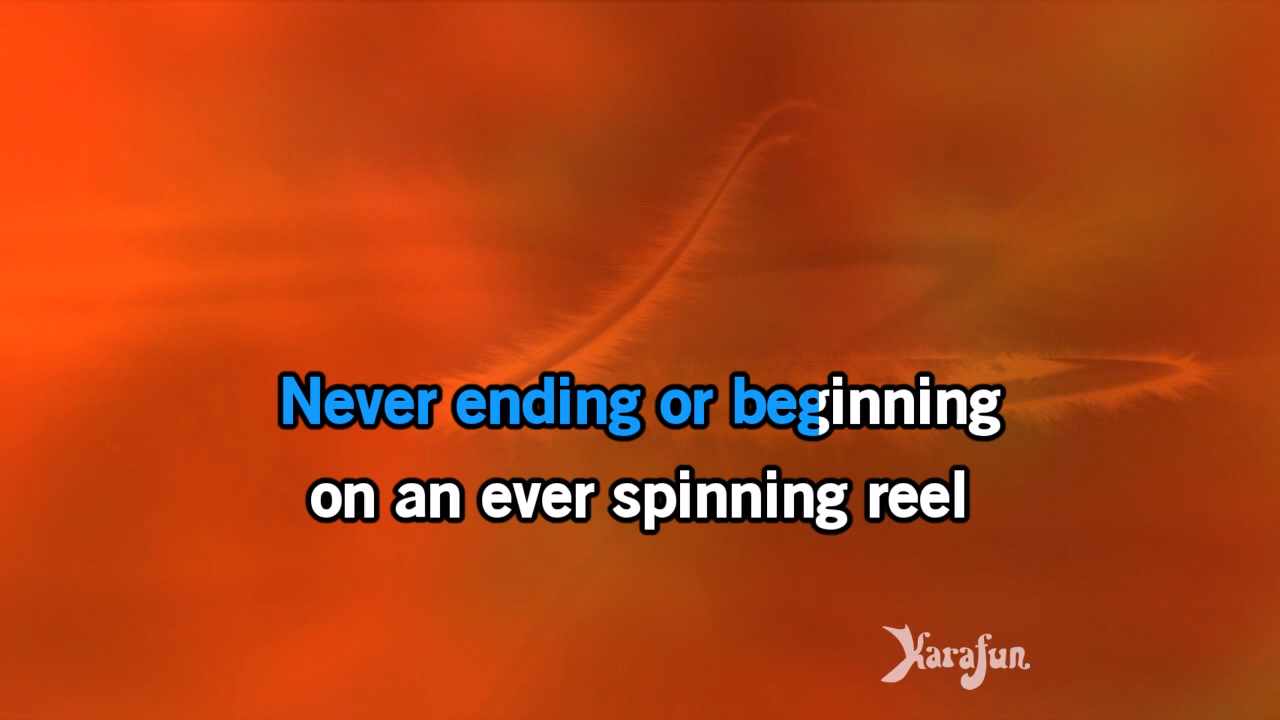 Never ending or beginning
on an ever spinning reel
Karafun